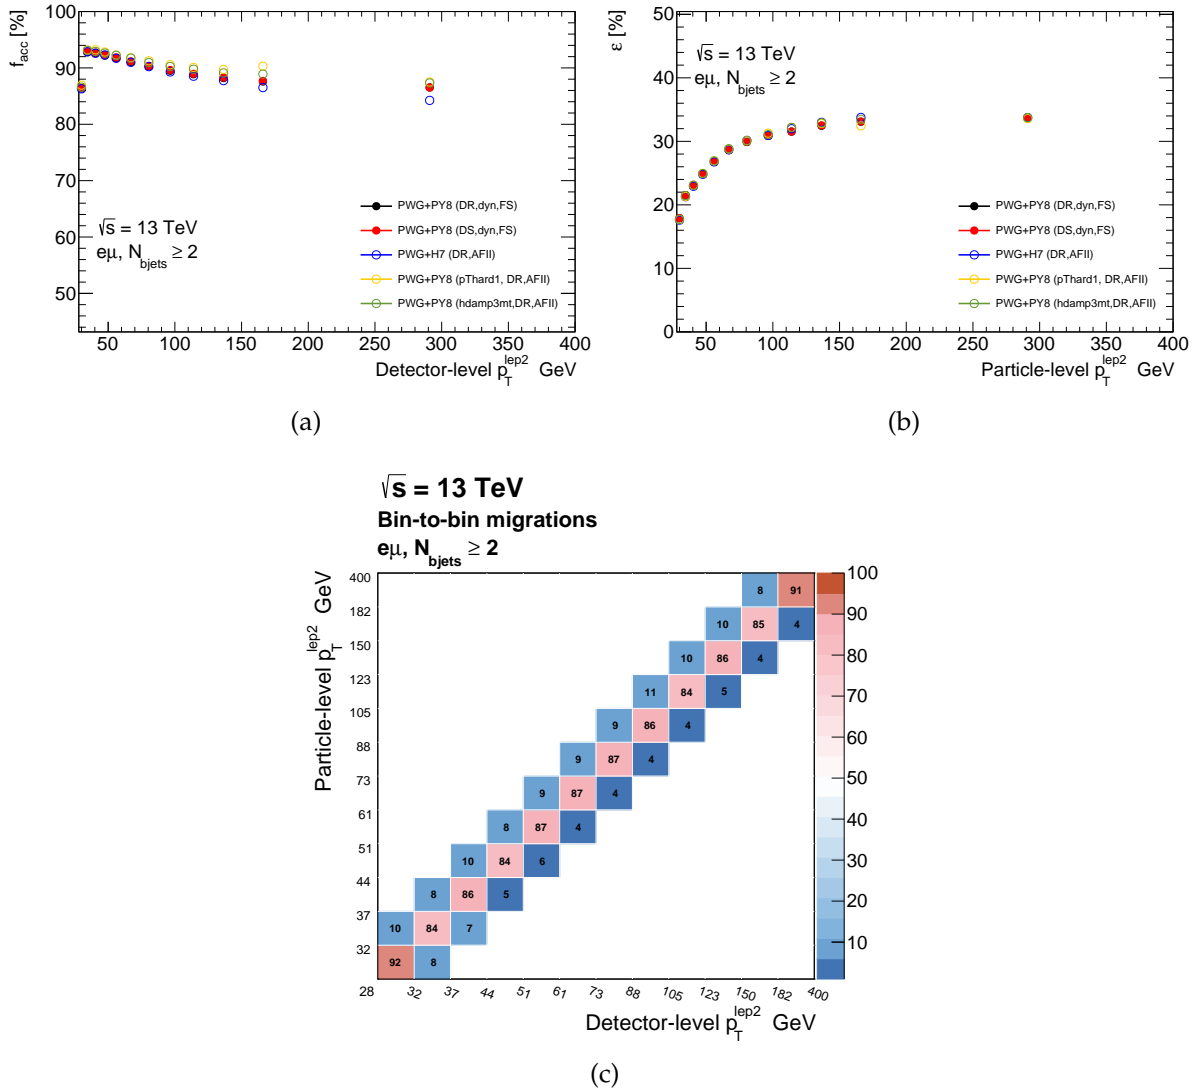 f_acc [%]
100
90
80
70
60
50
√s = 13 TeV
eμ, N_bjets ≥ 2
PWG+PY8 (DR,dyn,FS)
PWG+PY8 (DS,dyn,FS)
PWG+H7 (DR,AFII)
PWG+PY8 (pThard1, DR,AFII)
PWG+PY8 (hdamp3mt,DR,AFII)
50 100 150 200 250 300 350 400
Detector-level p_T^lep2 GeV
(a)
ε [%]
50
40
30
20
10
0
√s = 13 TeV
eμ, N_bjets ≥ 2
PWG+PY8 (DR,dyn,FS)
PWG+PY8 (DS,dyn,FS)
PWG+H7 (DR,AFII)
PWG+PY8 (pThard1, DR,AFII)
PWG+PY8 (hdamp3mt,DR,AFII)
50 100 150 200 250 300 350 400
Particle-level p_T^lep2 GeV
(b)
√s = 13 TeV
Bin-to-bin migrations
eμ, N_bjets ≥ 2
Particle-level p_T^lep2 GeV
400
182
150
123
105
88
73
61
51
44
37
32
28
8 91
10 85 4
10 86 4
11 84 5
9 86 4
9 87 4
9 87 4
8 87 4
10 84 6
8 86 5
10 84 7
92 8
100
90
80
70
60
50
40
30
20
10
32 37 44 51 61 73 88 105 123 150 182 400
Detector-level p_T^lep2 GeV
(c)